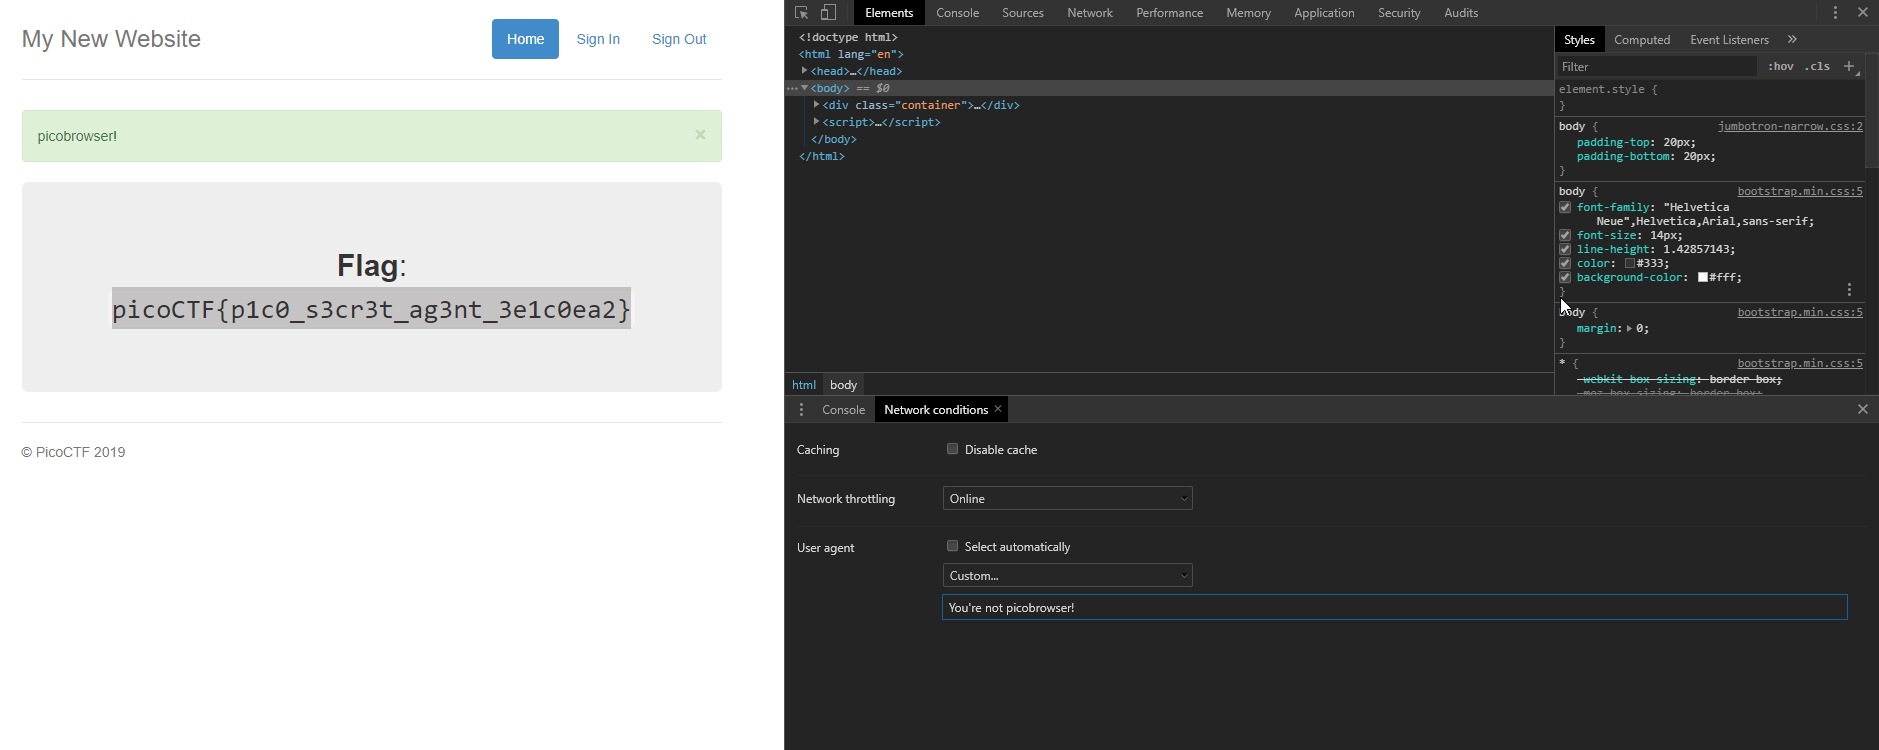 My New Website
Home Sign In Sign Out
picobrowser! ×
Flag:
picoCTF{p1c0_s3cr3t_ag3nt_3e1c0ea2}
© PicoCTF 2019
Elements Console Sources Network Performance Memory Application Security Audits
<!doctype html>
<html lang="en">
<head>…</head>
<body> == $0
<div class="container">…</div>
<script>…</script>
</body>
</html>
html body
Styles Computed Event Listeners »
Filter :hov .cls +
element.style {
}
body { jumbotron-narrow.css:2
padding-top: 20px;
padding-bottom: 20px;
}
body { bootstrap.min.css:5
font-family: "Helvetica
Neue",Helvetica,Arial,sans-serif;
font-size: 14px;
line-height: 1.42857143;
color: #333;
background-color: #fff;
}
body { bootstrap.min.css:5
margin: 0;
}
* { bootstrap.min.css:5
-webkit-box-sizing: border-box;
-moz-box-sizing: border-box;
Console Network conditions ×
Caching Disable cache
Network throttling Online
User agent Select automatically
Custom...
You're not picobrowser!